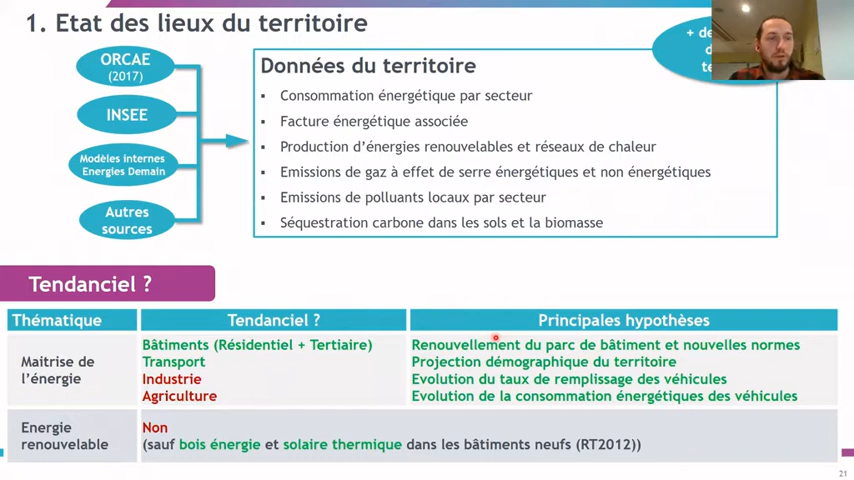 1. Etat des lieux du territoire
+ de
d
te
ORCAE
(2017)
INSEE
Modèles internes
Energies Demain
Autres
sources
Données du territoire
▪ Consommation énergétique par secteur
▪ Facture énergétique associée
▪ Production d’énergies renouvelables et réseaux de chaleur
▪ Emissions de gaz à effet de serre énergétiques et non énergétiques
▪ Emissions de polluants locaux par secteur
▪ Séquestration carbone dans les sols et la biomasse
Tendanciel ?
Thématique
Tendanciel ?
Principales hypothèses
Maitrise de
l’énergie
Bâtiments (Résidentiel + Tertiaire)
Transport
Industrie
Agriculture
Renouvellement du parc de bâtiment et nouvelles normes
Projection démographique du territoire
Evolution du taux de remplissage des véhicules
Evolution de la consommation énergétiques des véhicules
Energie
renouvelable
Non
(sauf bois énergie et solaire thermique dans les bâtiments neufs (RT2012))
21